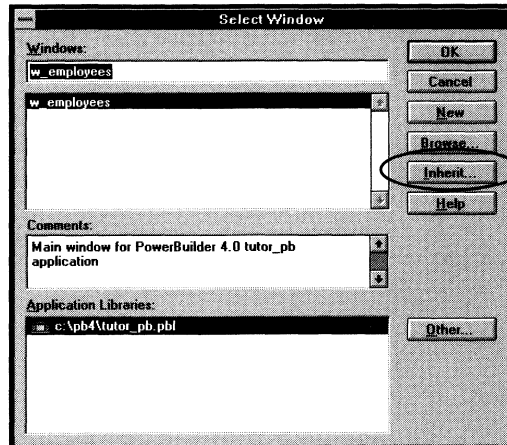 Select Window
Windows:
w_employees
w_employees
Comments:
Main window for PowerBuilder 4.0 tutor_pb
application
Application Libraries:
c:\pb4\tutor_pb.pbl
OK
Cancel
New
Browse...
Inherit...
Help
Other...